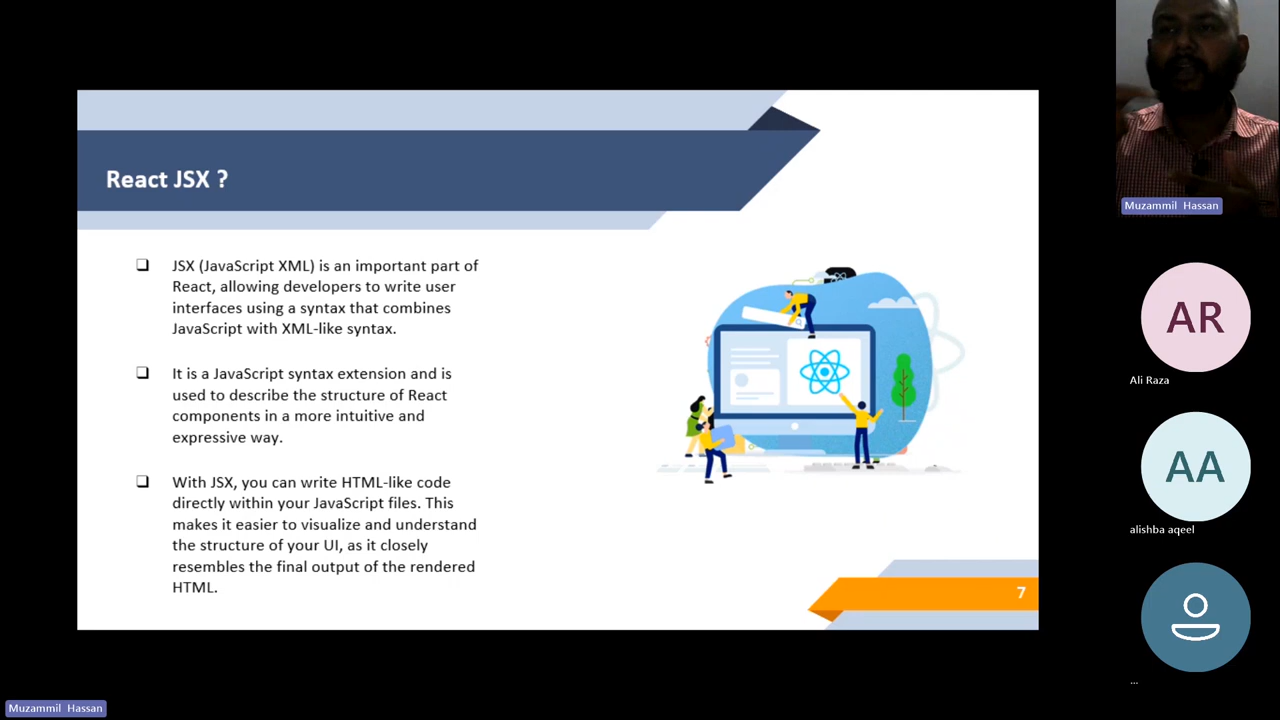 React JSX ?
JSX (JavaScript XML) is an important part of
React, allowing developers to write user
interfaces using a syntax that combines
JavaScript with XML-like syntax.
It is a JavaScript syntax extension and is
used to describe the structure of React
components in a more intuitive and
expressive way.
With JSX, you can write HTML-like code
directly within your JavaScript files. This
makes it easier to visualize and understand
the structure of your UI, as it closely
resembles the final output of the rendered
HTML.
7
Muzammil Hassan
AR
Ali Raza
AA
alishba aqeel
...
Muzammil Hassan